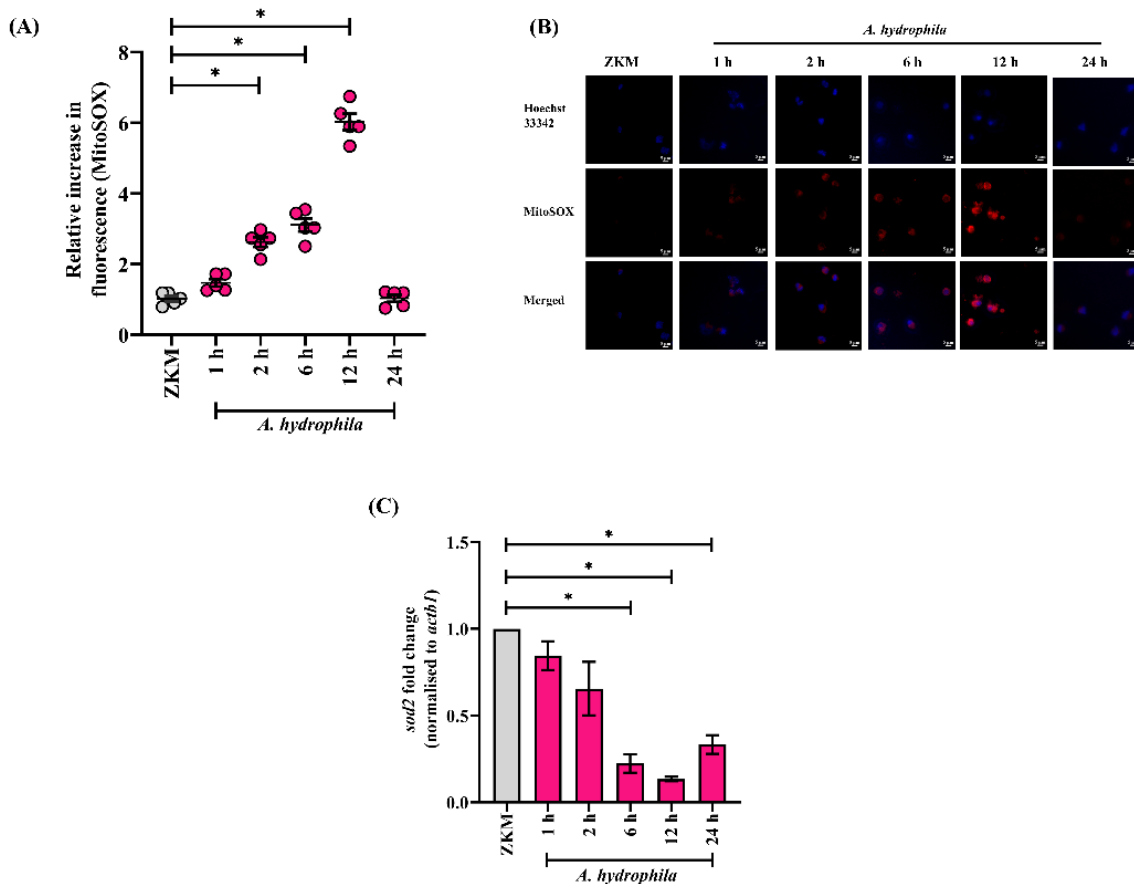 (A)
*
*
*
Relative increase in
fluorescence (MitoSOX)
8
6
4
2
0
ZKM
1 h
2 h
6 h
12 h
24 h
A. hydrophila
(B)
A. hydrophila
ZKM 1 h 2 h 6 h 12 h 24 h
Hoechst
33342
MitoSOX
Merged
(C)
*
*
*
sod2 fold change
(normalised to actb1)
1.5
1.0
0.5
0.0
ZKM
1 h
2 h
6 h
12 h
24 h
A. hydrophila